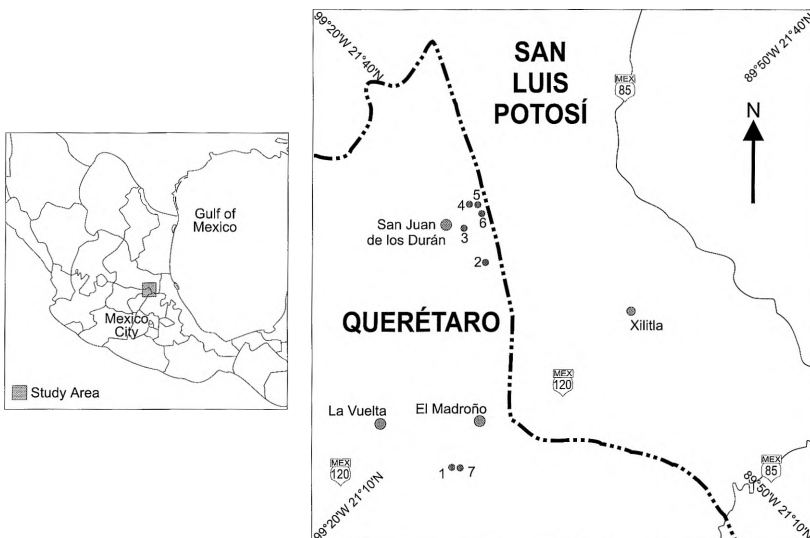 Gulf of
Mexico
Mexico
City
Study Area
99°20'W 21°40'N
SAN
LUIS
POTOSÍ
89°50'W 21°40'N
MEX
85
N
4
5
6
San Juan
de los Durán
3
2
QUERÉTARO
Xilitla
MEX
120
La Vuelta
El Madroño
MEX
120
1
7
MEX
85
99°20'W 21°10'N
89°50'W 21°10'N